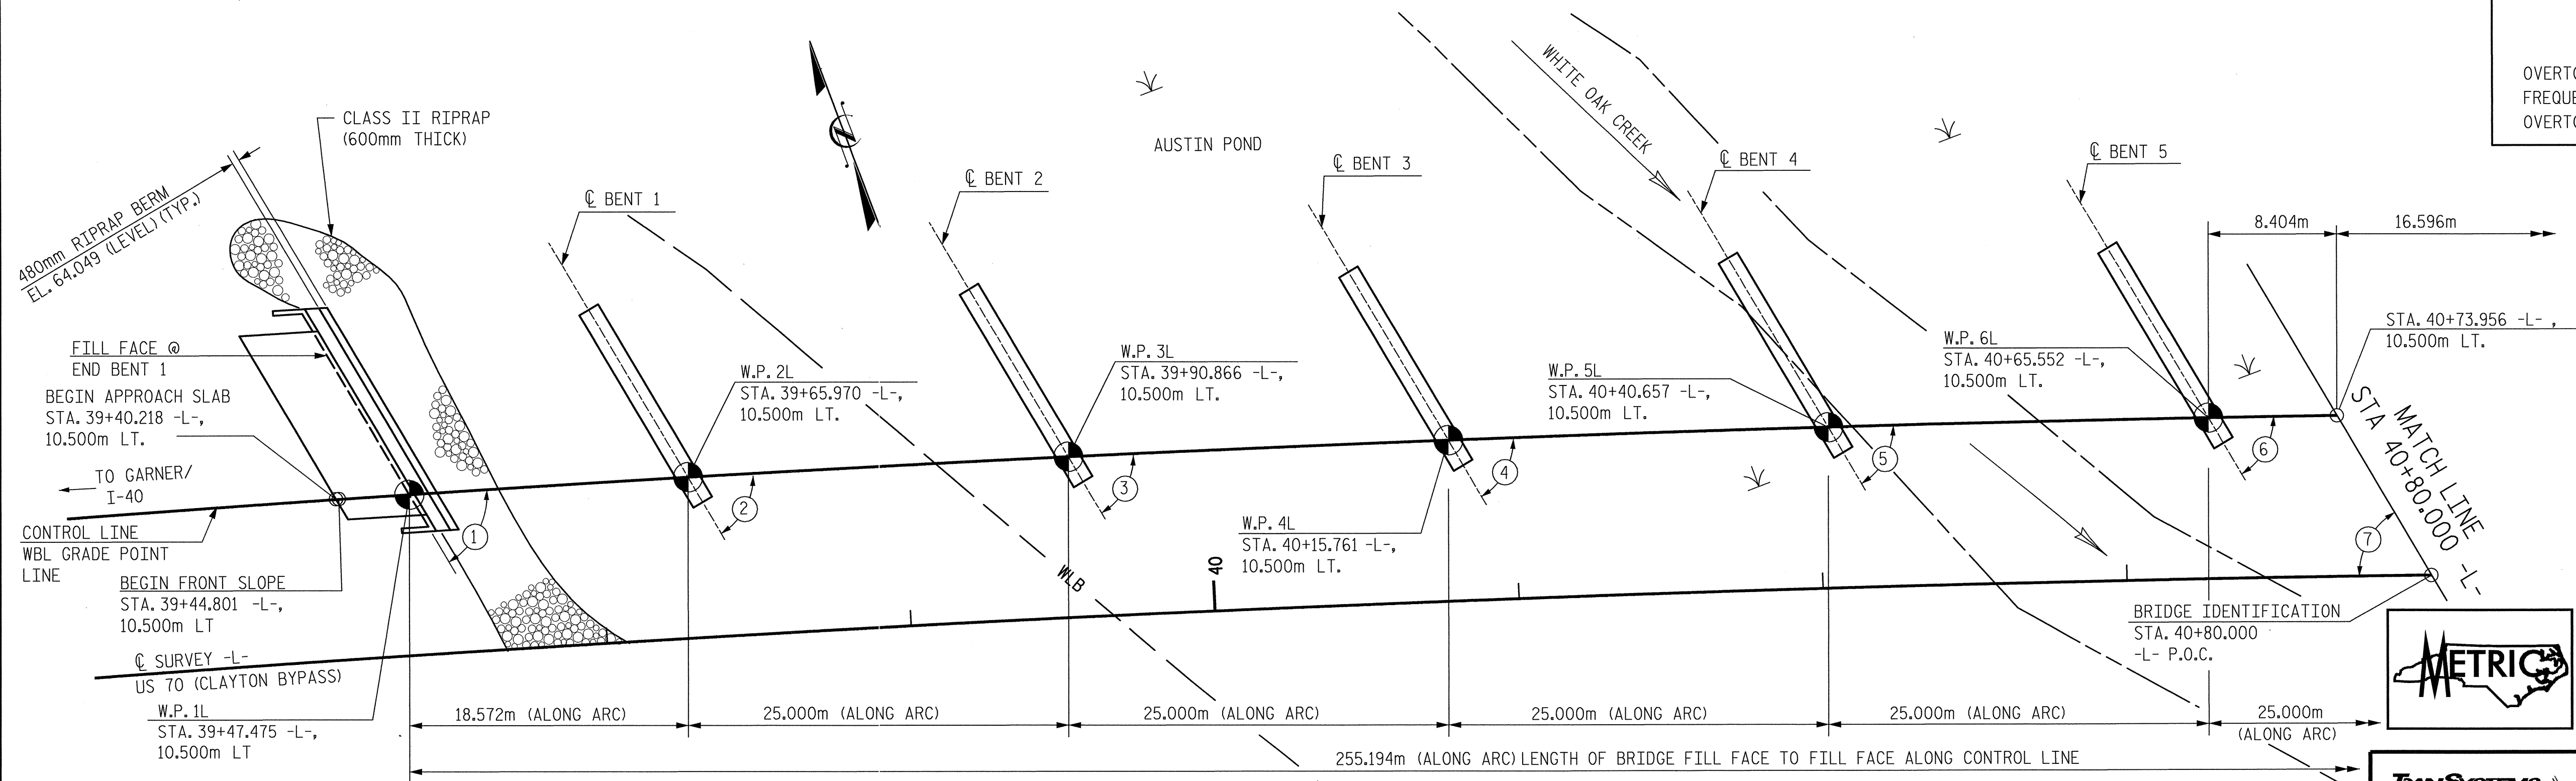 OVERTO
FREQUE
OVERTO
CLASS II RIPRAP
(600mm THICK)
480mm RIPRAP BERM
EL. 64.049 (LEVEL) (TYP.)
AUSTIN POND
WHITE OAK CREEK
℄ BENT 1
℄ BENT 2
℄ BENT 3
℄ BENT 4
℄ BENT 5
8.404m
16.596m
STA. 40+73.956 -L- ,
10.500m LT.
FILL FACE @
END BENT 1
BEGIN APPROACH SLAB
STA. 39+40.218 -L-,
10.500m LT.
TO GARNER/
I-40
CONTROL LINE
WBL GRADE POINT
LINE
BEGIN FRONT SLOPE
STA. 39+44.801 -L-,
10.500m LT
℄ SURVEY -L-
US 70 (CLAYTON BYPASS)
W.P. 1L
STA. 39+47.475 -L-,
10.500m LT
W.P. 2L
STA. 39+65.970 -L-,
10.500m LT.
W.P. 3L
STA. 39+90.866 -L-,
10.500m LT.
W.P. 4L
STA. 40+15.761 -L-,
10.500m LT.
W.P. 5L
STA. 40+40.657 -L-,
10.500m LT.
W.P. 6L
STA. 40+65.552 -L-,
10.500m LT.
1
2
3
4
5
6
7
MATCH LINE
STA 40+80.000 -L-
WLB
40
BRIDGE IDENTIFICATION
STA. 40+80.000
-L- P.O.C.
METRIC
18.572m (ALONG ARC)
25.000m (ALONG ARC)
25.000m (ALONG ARC)
25.000m (ALONG ARC)
25.000m (ALONG ARC)
25.000m
(ALONG ARC)
255.194m (ALONG ARC) LENGTH OF BRIDGE FILL FACE TO FILL FACE ALONG CONTROL LINE
TRANSYSTEMS